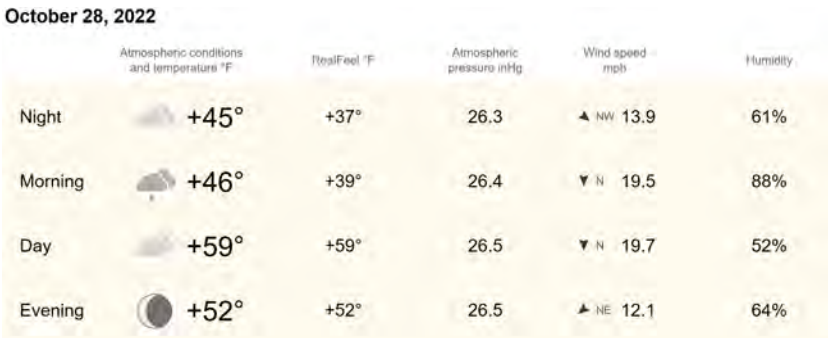 October 28, 2022
Atmospheric conditions and temperature °F RealFeel °F Atmospheric pressure inHg Wind speed mph Humidity
Night +45° +37° 26.3 NW 13.9 61%
Morning +46° +39° 26.4 N 19.5 88%
Day +59° +59° 26.5 N 19.7 52%
Evening +52° +52° 26.5 NE 12.1 64%